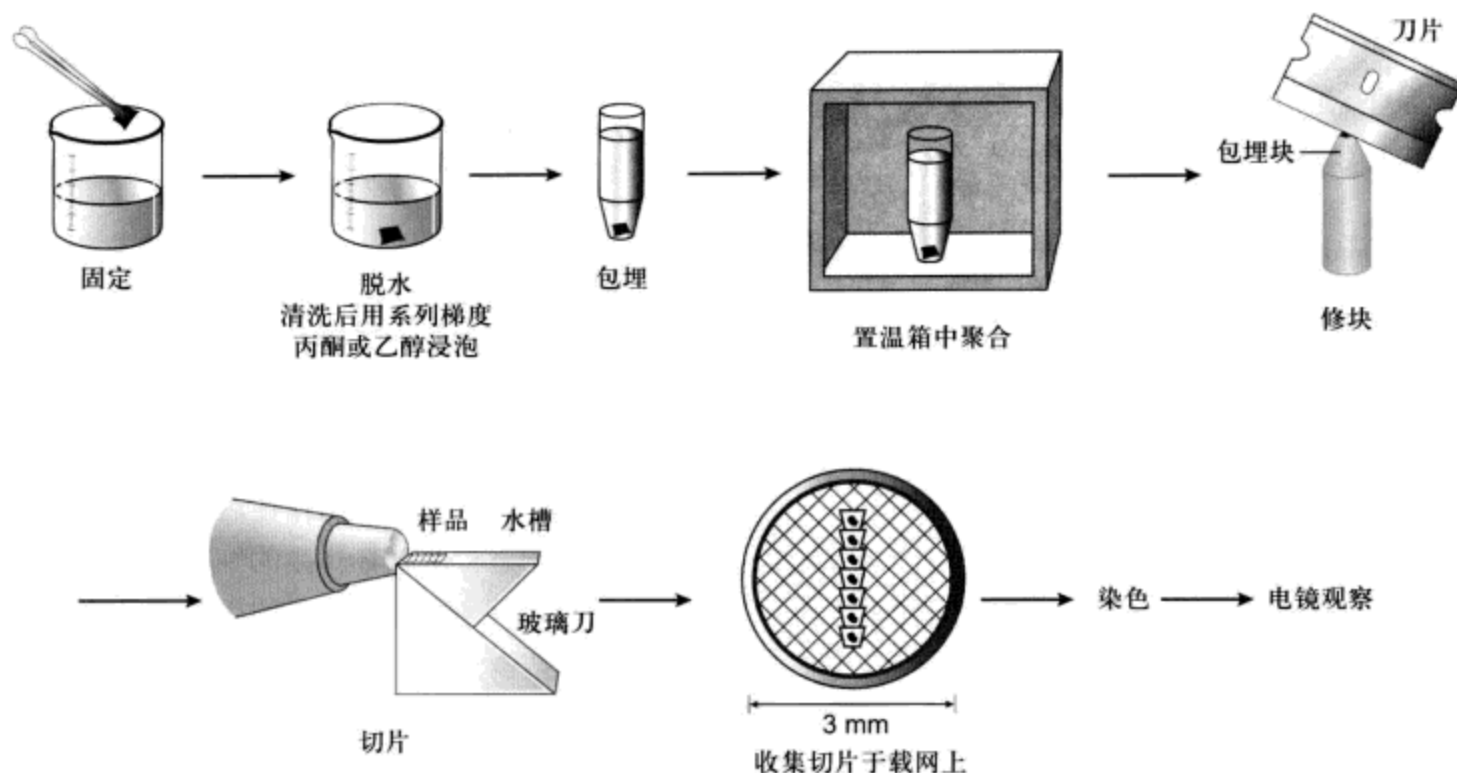 固定
脱水
清洗后用系列梯度
丙酮或乙醇浸泡
包埋
置温箱中聚合
刀片
包埋块
修块
样品 水槽
玻璃刀
切片
3 mm
收集切片于载网上
染色
电镜观察